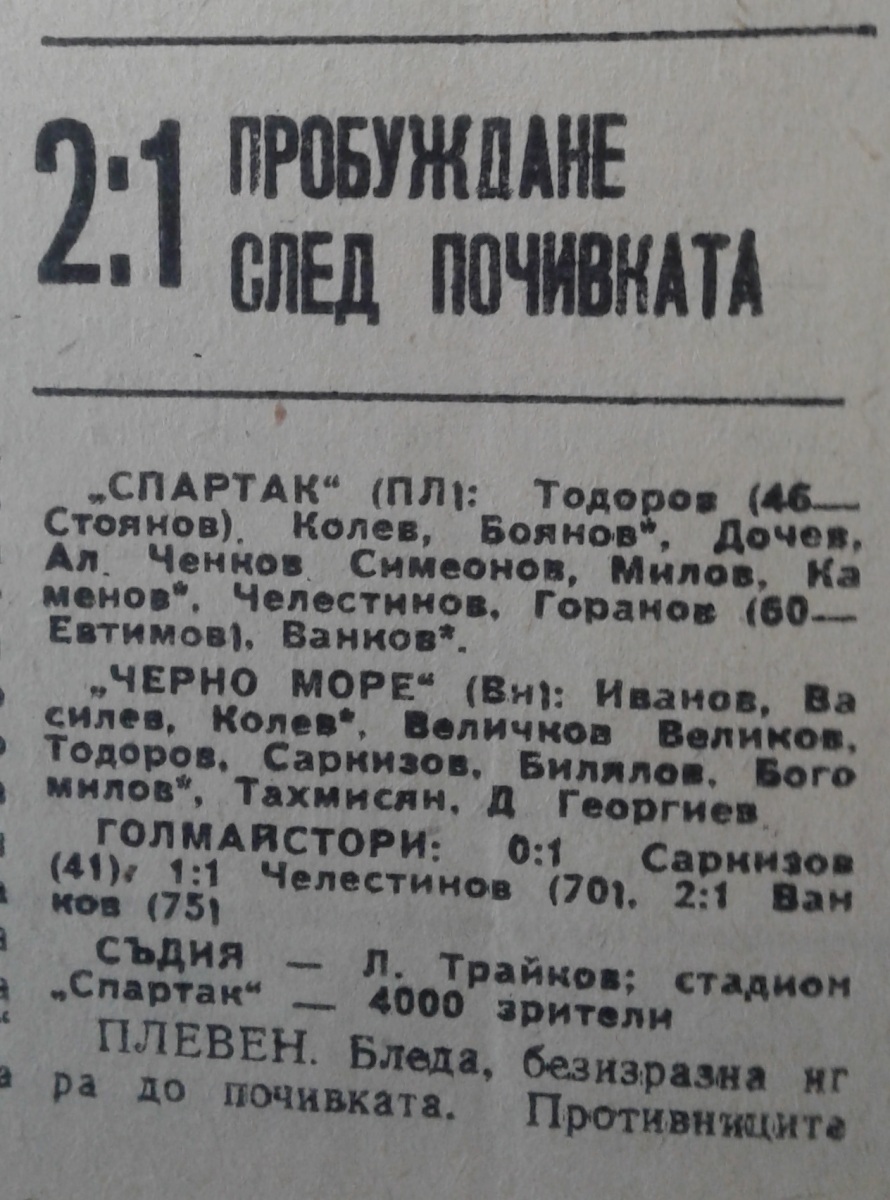 2:1 ПРОБУЖДАНЕ
СЛЕД ПОЧИВКАТА
„СПАРТАК“ (ПЛ): Тодоров (46—
Стоянов). Колев, Боянов*, Дочев,
Ал. Ченков Симеонов, Милов, Ка
менов*, Челестинов, Горанов (60—
Евтимов), Ванков*.
„ЧЕРНО МОРЕ“ (Вн): Иванов, Ва
силев, Колев*, Величков Великов,
Тодоров, Саркизов, Билялов, Бого
милов*, Тахмисян, Д Георгиев
ГОЛМАЙСТОРИ: 0:1 Саркизов
(41), 1:1 Челестинов (70), 2:1 Ван
ков (75)
СЪДИЯ — Л. Трайков; стадион
„Спартак“ — 4000 зрители
ПЛЕВЕН. Бледа, безизразна иг
ра до почивката. Противниците